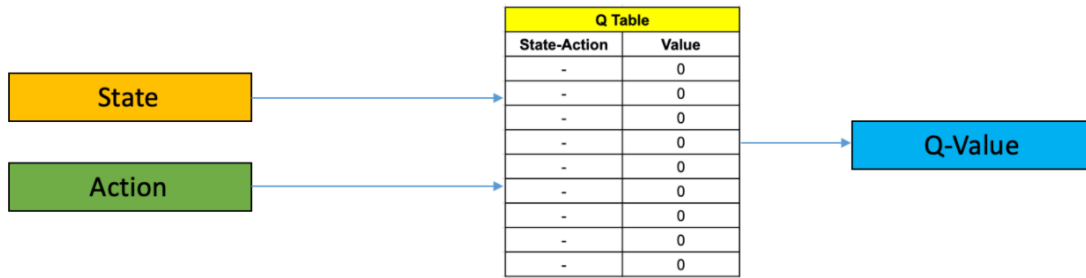 Q Table
State-Action Value
- 0
- 0
- 0
- 0
- 0
- 0
- 0
- 0
- 0
State
Action
Q-Value